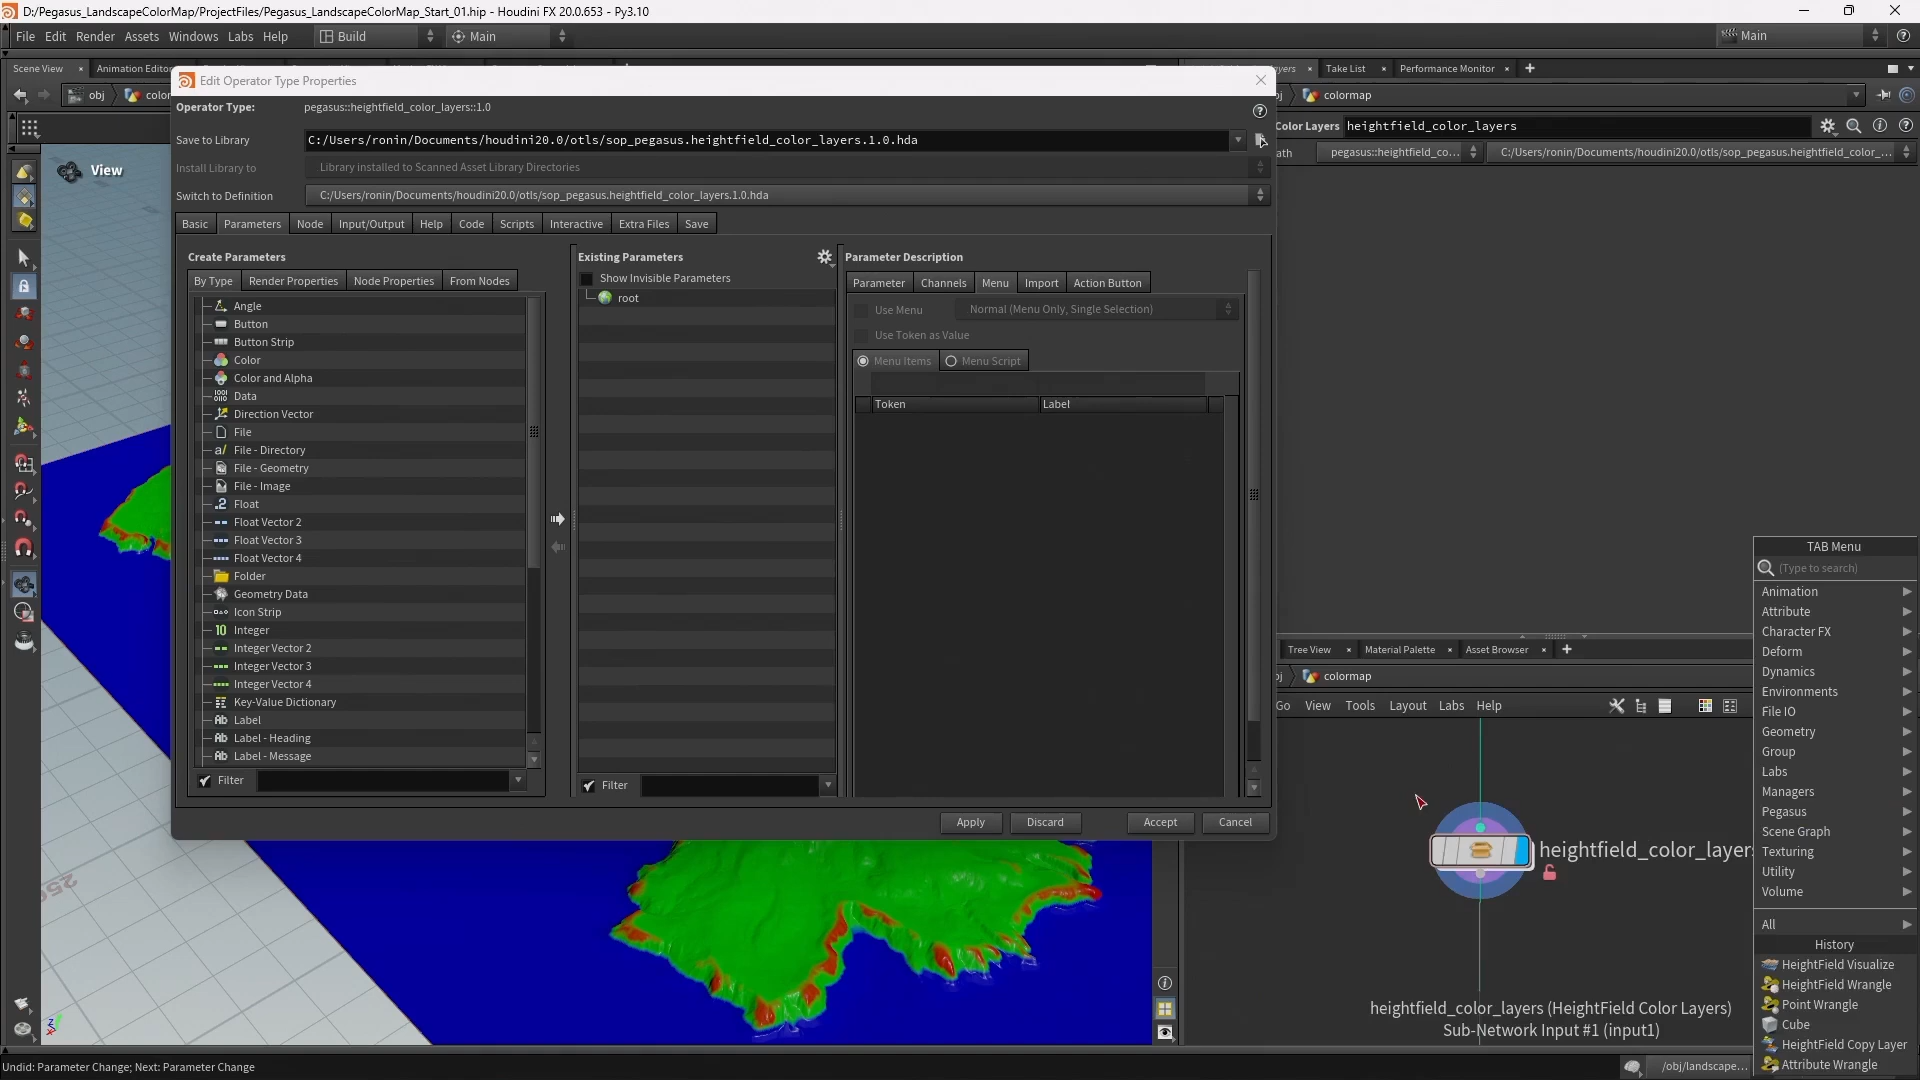 D:/Pegasus_LandscapeColorMap/ProjectFiles/Pegasus_LandscapeColorMap_Start_01.hip - Houdini FX 20.0.653 - Py3.10
File Edit Render Assets Windows Labs Help Build Main Main
Scene View Animation Editor Take List Performance Monitor
Edit Operator Type Properties
obj color colormap
Operator Type: pegasus::heightfield_color_layers::1.0
Color Layers heightfield_color_layers
Save to Library C:/Users/ronin/Documents/houdini20.0/otls/sop_pegasus.heightfield_color_layers.1.0.hda
ath pegasus::heightfield_co... C:/Users/ronin/Documents/houdini20.0/otls/sop_pegasus.heightfield_color_...
Install Library to Library installed to Scanned Asset Library Directories
View
Switch to Definition C:/Users/ronin/Documents/houdini20.0/otls/sop_pegasus.heightfield_color_layers.1.0.hda
Basic Parameters Node Input/Output Help Code Scripts Interactive Extra Files Save
Create Parameters
By Type Render Properties Node Properties From Nodes
Angle
Button
Button Strip
Color
Color and Alpha
Data
Direction Vector
File
File - Directory
File - Geometry
File - Image
Float
Float Vector 2
Float Vector 3
Float Vector 4
Folder
Geometry Data
Icon Strip
Integer
Integer Vector 2
Integer Vector 3
Integer Vector 4
Key-Value Dictionary
Label
Label - Heading
Label - Message
Filter
Existing Parameters
Show Invisible Parameters
root
Filter
Parameter Description
Parameter Channels Menu Import Action Button
Use Menu Normal (Menu Only, Single Selection)
Use Token as Value
Menu Items Menu Script
Token Label
Apply Discard Accept Cancel
Tree View Material Palette Asset Browser
colormap
Go View Tools Layout Labs Help
heightfield_color_layers
heightfield_color_layers (HeightField Color Layers)
Sub-Network Input #1 (input1)
TAB Menu
(Type to search)
Animation
Attribute
Character FX
Deform
Dynamics
Environments
File IO
Geometry
Group
Labs
Managers
Pegasus
Scene Graph
Texturing
Utility
Volume
All
History
HeightField Visualize
HeightField Wrangle
Point Wrangle
Cube
HeightField Copy Layer
Attribute Wrangle
250
z
x
Undid: Parameter Change; Next: Parameter Change
/obj/landscape...